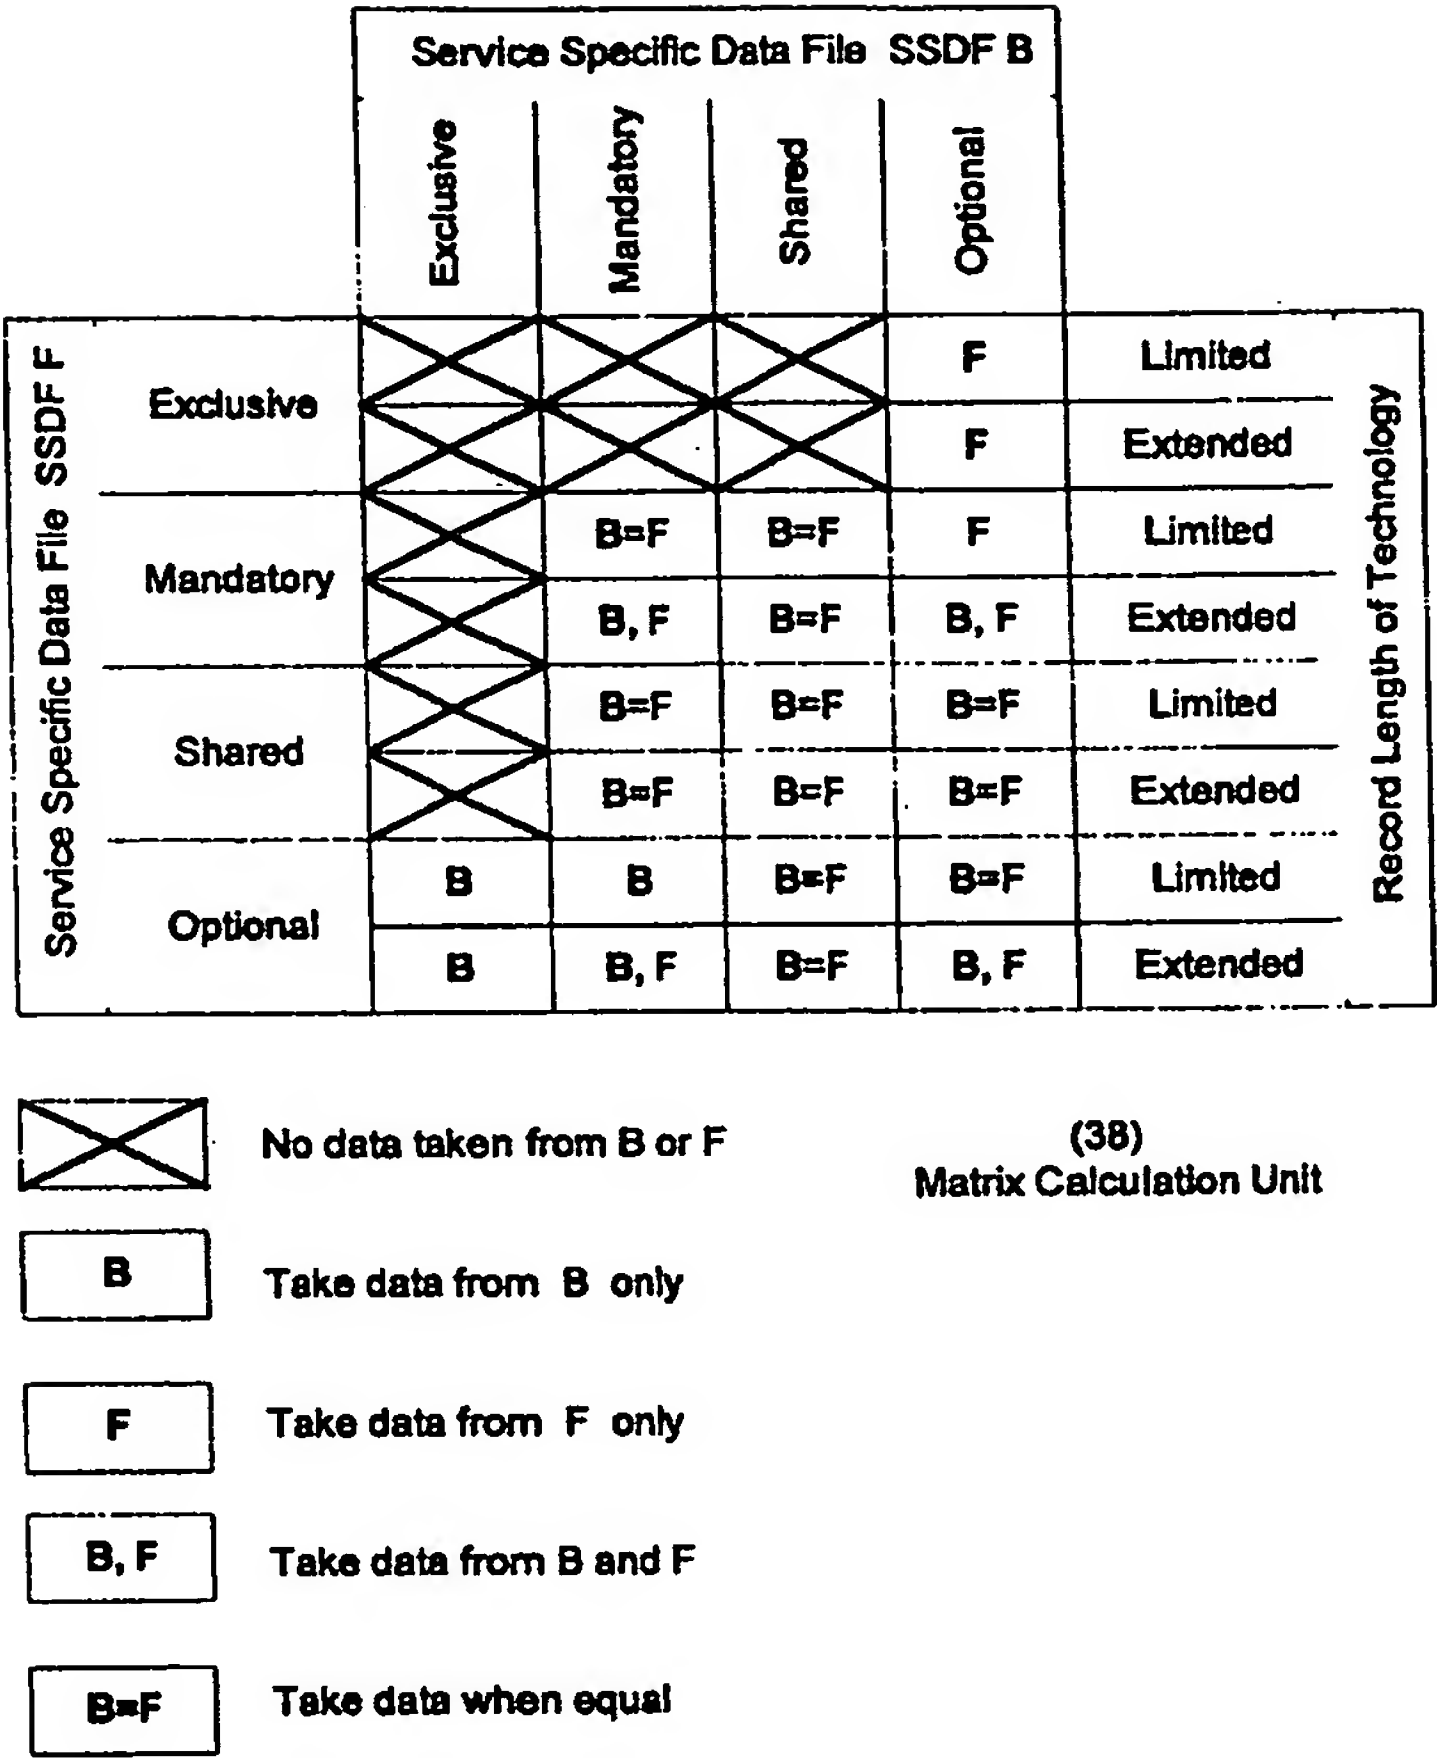 Service Specific Data File SSDF B
Exclusive
Mandatory
Shared
Optional
Service Specific Data File SSDF F
Record Length of Technology
Exclusive
F Limited
F Extended
Mandatory
B=F B=F F Limited
B, F B=F B, F Extended
Shared
B=F B=F B=F Limited
B=F B=F B=F Extended
Optional
B B B=F B=F Limited
B B, F B=F B, F Extended
No data taken from B or F
(38)
Matrix Calculation Unit
B Take data from B only
F Take data from F only
B, F Take data from B and F
B=F Take data when equal